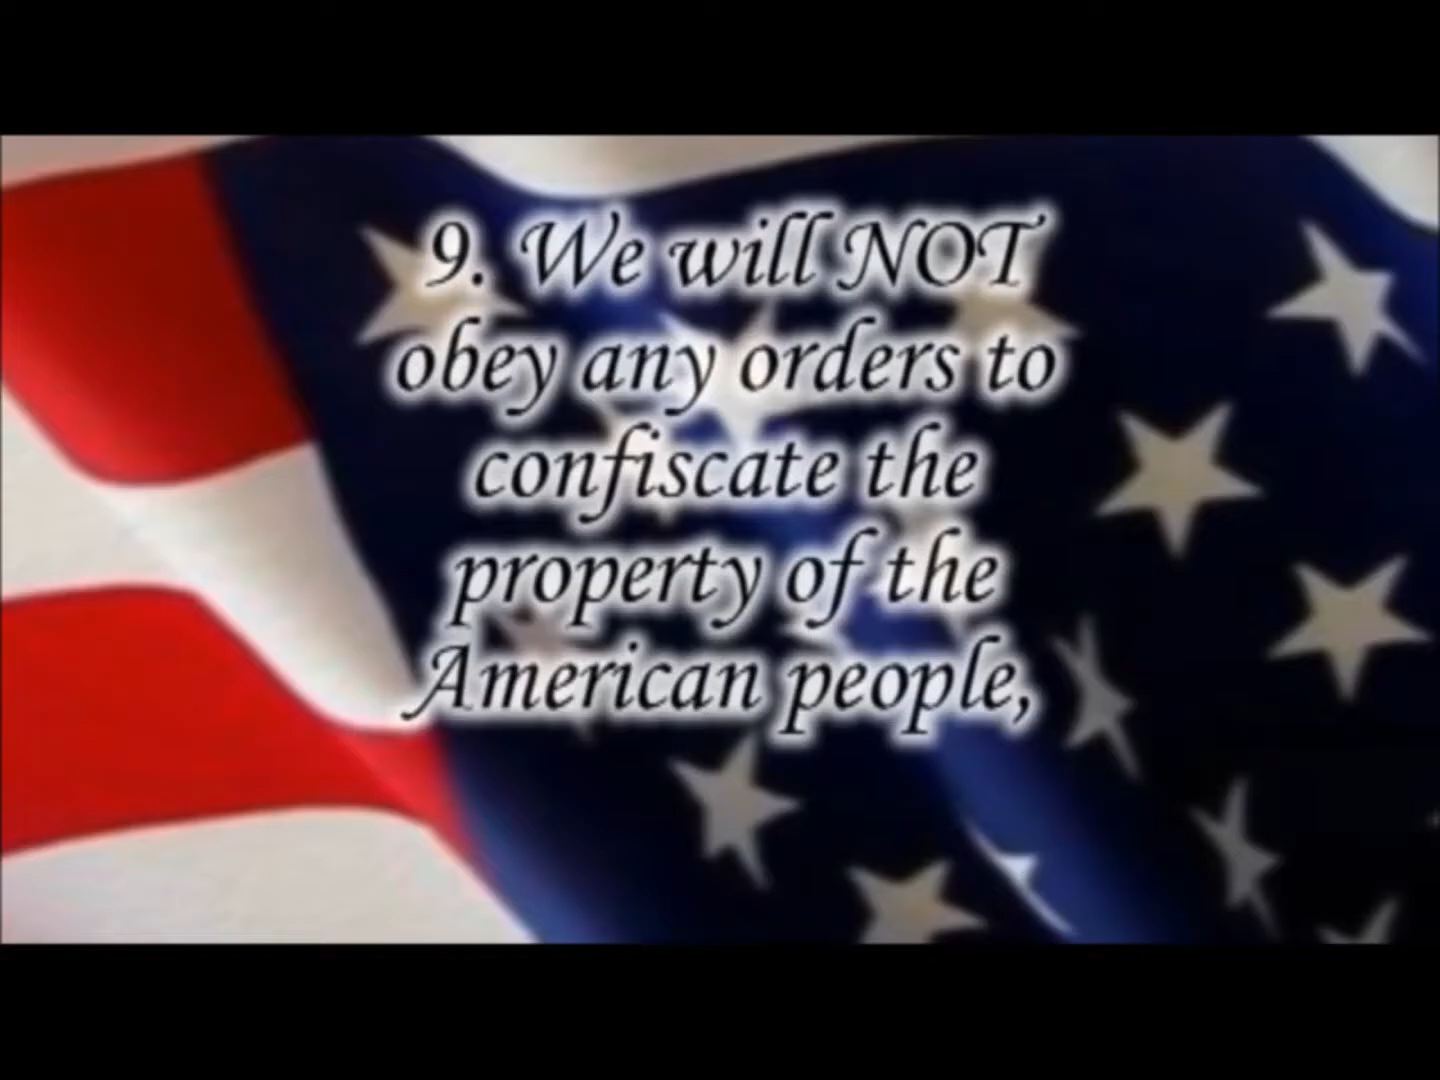 9. We will NOT
obey any orders to
confiscate the
property of the
American people,